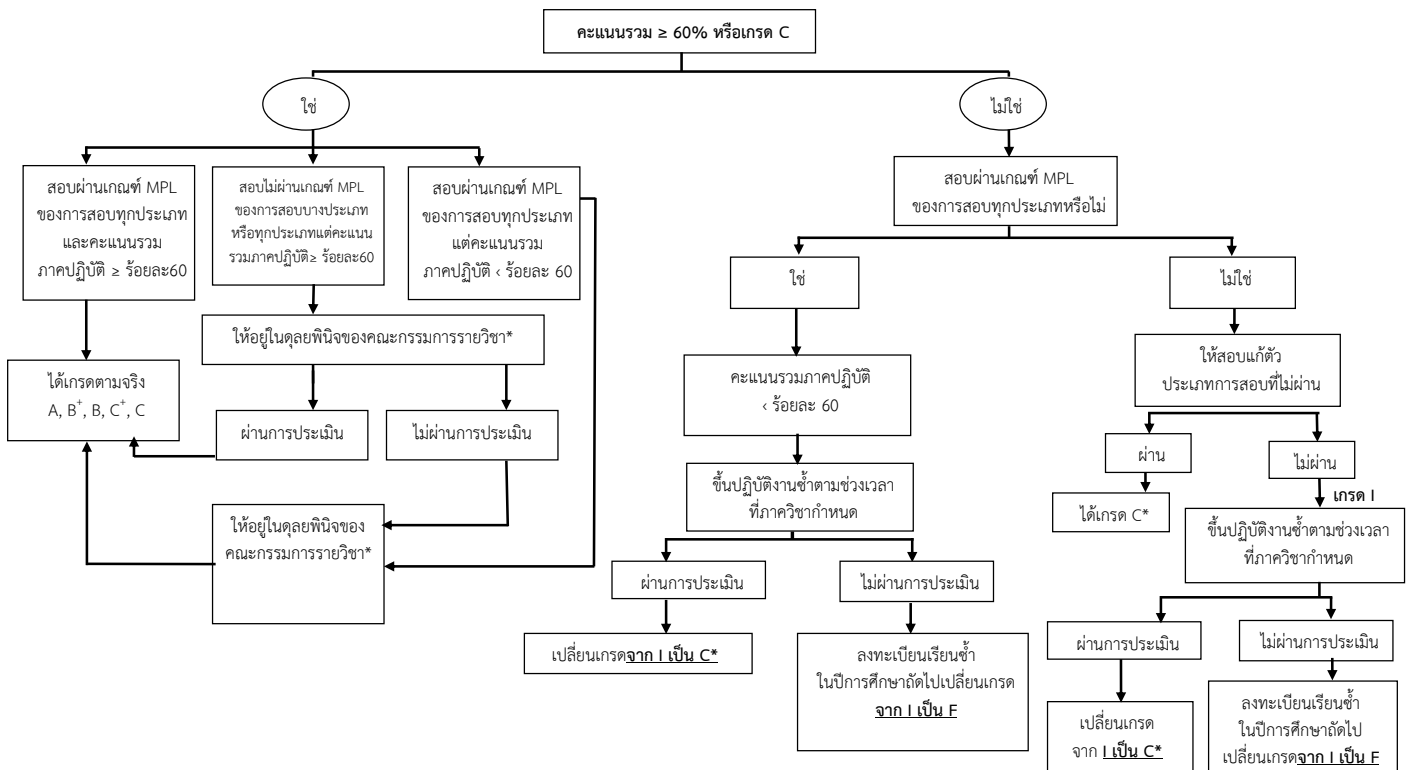 คะแนนรวม ≥ 60% หรือเกรด C
ใช่
ไม่ใช่
สอบผ่านเกณฑ์ MPL
ของการสอบทุกประเภท
และคะแนนรวม
ภาคปฏิบัติ ≥ ร้อยละ60
สอบไม่ผ่านเกณฑ์ MPL
ของการสอบบางประเภท
หรือทุกประเภทแต่คะแนน
รวมภาคปฏิบัติ≥ ร้อยละ60
สอบผ่านเกณฑ์ MPL
ของการสอบทุกประเภท
แต่คะแนนรวม
ภาคปฏิบัติ < ร้อยละ 60
สอบผ่านเกณฑ์ MPL
ของการสอบทุกประเภทหรือไม่
ใช่
ไม่ใช่
ให้อยู่ในดุลยพินิจของคณะกรรมการรายวิชา*
ได้เกรดตามจริง
A, B⁺, B, C⁺, C
ผ่านการประเมิน
ไม่ผ่านการประเมิน
ให้อยู่ในดุลยพินิจของ
คณะกรรมการรายวิชา*
คะแนนรวมภาคปฏิบัติ
< ร้อยละ 60
ขึ้นปฏิบัติงานซ้ำตามช่วงเวลา
ที่ภาควิชากำหนด
ผ่านการประเมิน
ไม่ผ่านการประเมิน
เปลี่ยนเกรดจาก I เป็น C*
ลงทะเบียนเรียนซ้ำ
ในปีการศึกษาถัดไปเปลี่ยนเกรด
จาก I เป็น F
ให้สอบแก้ตัว
ประเภทการสอบที่ไม่ผ่าน
ผ่าน
ไม่ผ่าน
ได้เกรด C*
เกรด I
ขึ้นปฏิบัติงานซ้ำตามช่วงเวลา
ที่ภาควิชากำหนด
ผ่านการประเมิน
ไม่ผ่านการประเมิน
เปลี่ยนเกรด
จาก I เป็น C*
ลงทะเบียนเรียนซ้ำ
ในปีการศึกษาถัดไป
เปลี่ยนเกรดจาก I เป็น F